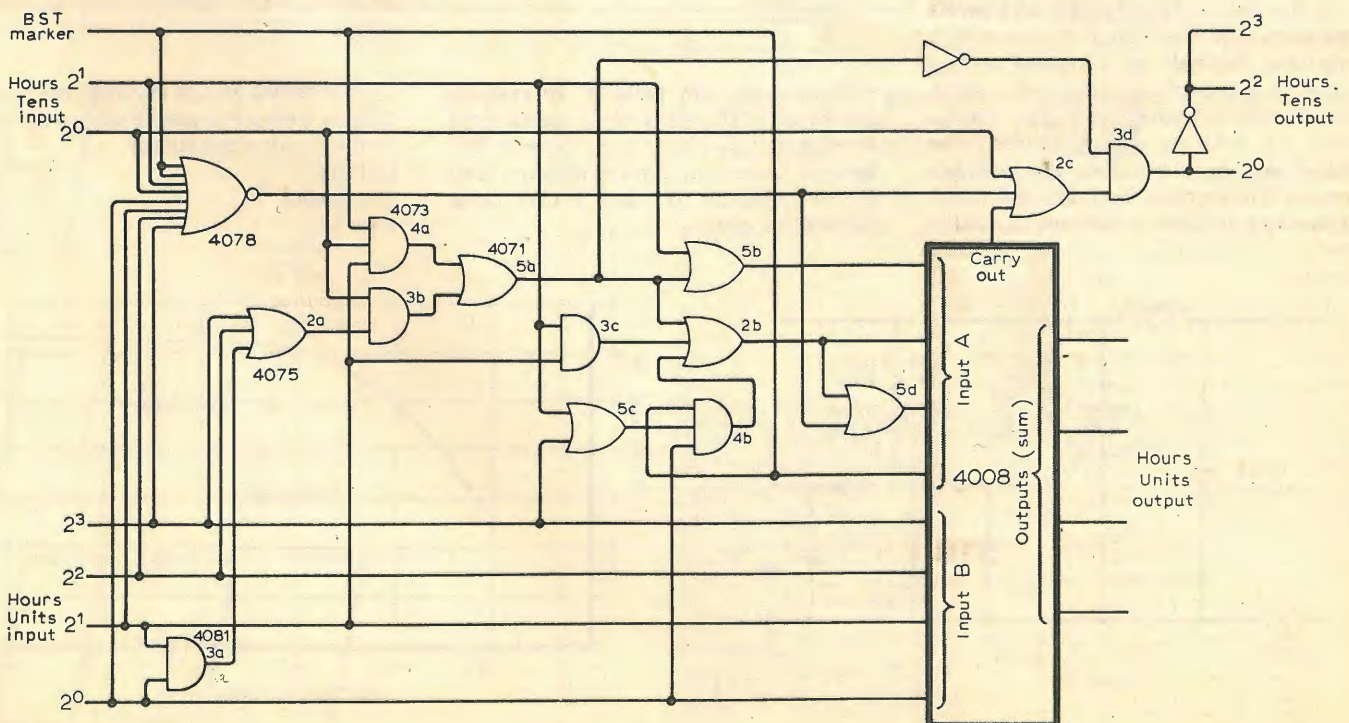 BST
marker
Hours 2¹
Tens
input 2⁰
4078
4073
4a
4071
5a
3b
2a
4075
3c
5b
2b
5c
4b
5d
2c
3d
2³
2² Hours
Tens
output
2⁰
Carry
out
Input A
4008
Input B
Outputs (sum)
Hours
Units
output
2³
2²
Hours
Units 2¹
input
4081
3a
2⁰